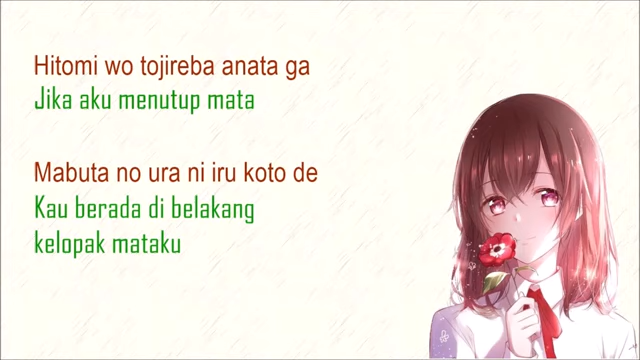 Hitomi wo tojireba anata ga
Jika aku menutup mata
Mabuta no ura ni iru koto de
Kau berada di belakang
kelopak mataku